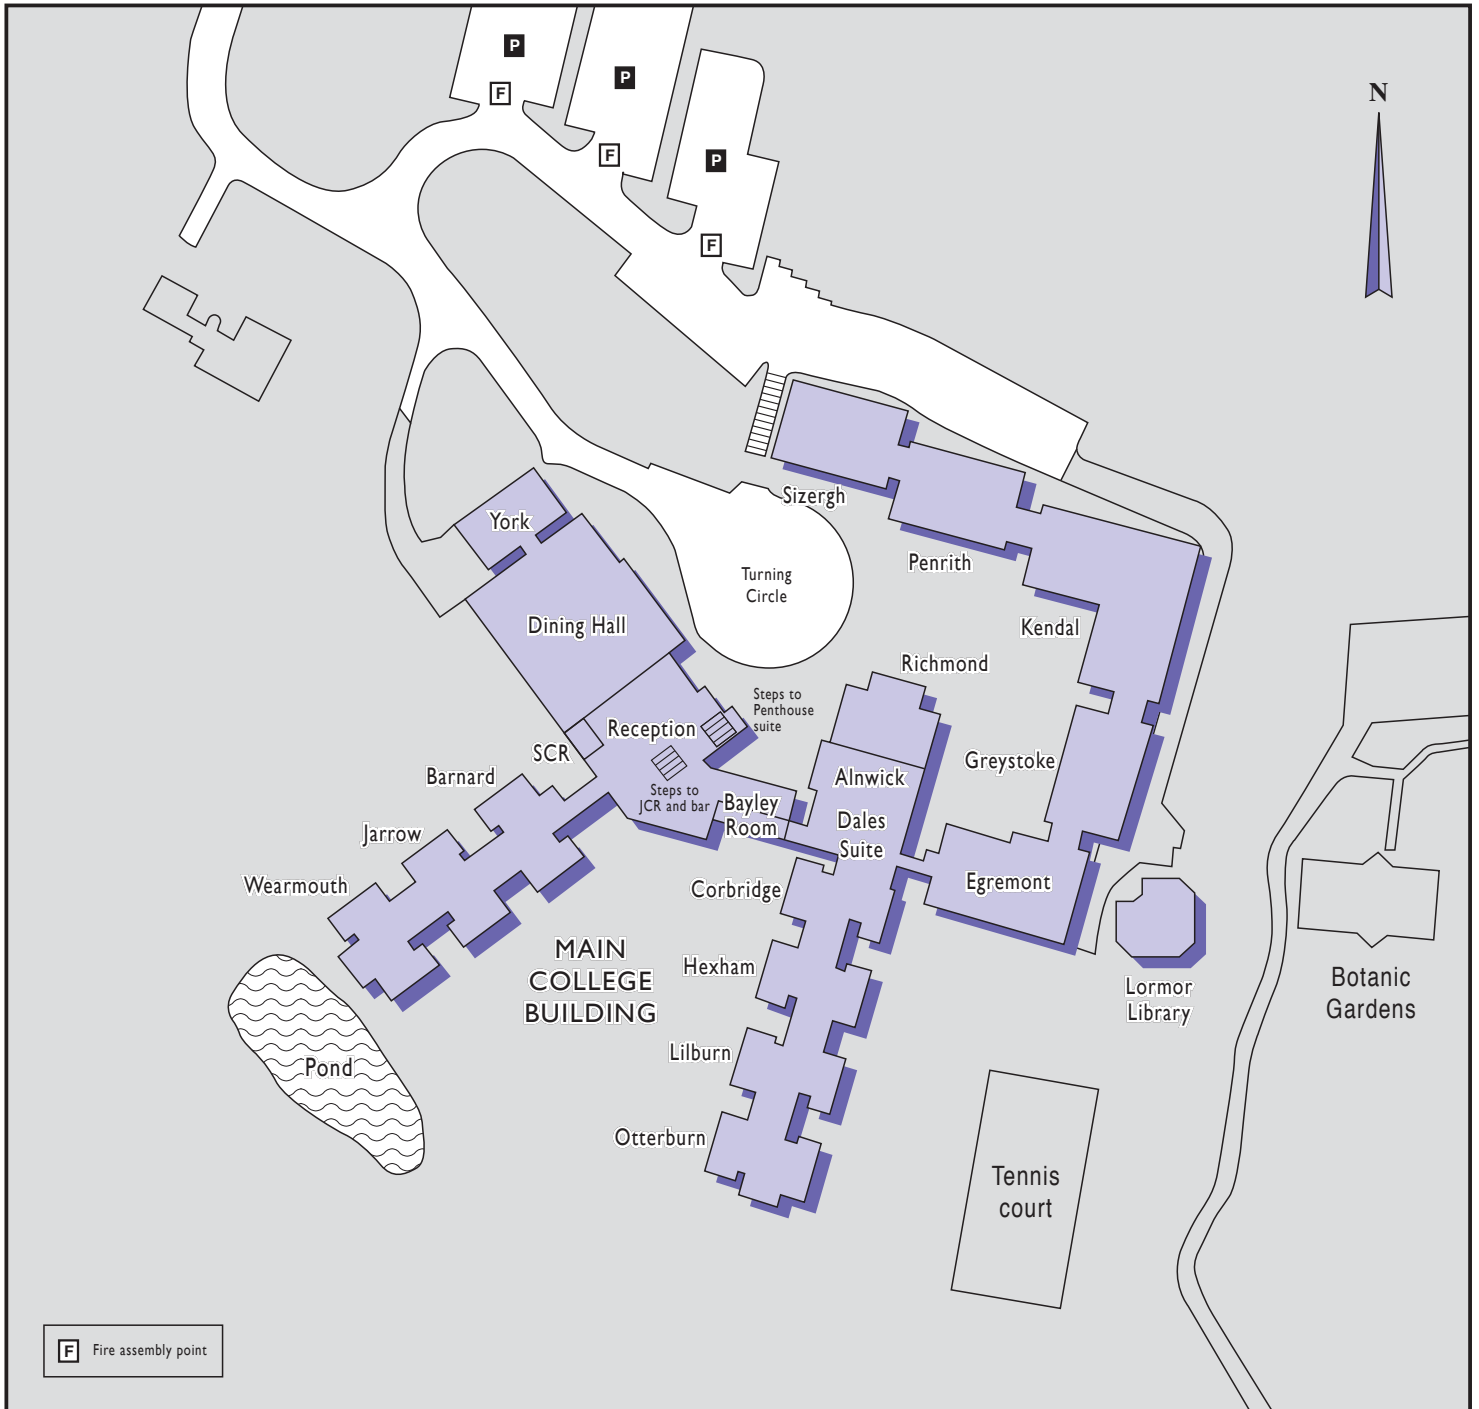 P
P
P
F
F
F
N
Sizergh
York
Penrith
Turning
Circle
Dining Hall
Kendal
Richmond
Steps to
Penthouse
suite
Reception
SCR
Greystoke
Barnard
Alnwick
Steps to
JCR and bar
Bayley
Room
Dales
Suite
Jarrow
Wearmouth
Corbridge
Egremont
MAIN
COLLEGE
BUILDING
Hexham
Lormor
Library
Botanic
Gardens
Lilburn
Pond
Otterburn
Tennis
court
F Fire assembly point